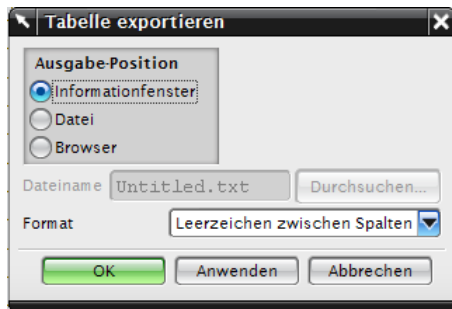 Tabelle exportieren
Ausgabe-Position
Informationfenster
Datei
Browser
Dateiname Untitled.txt Durchsuchen...
Format Leerzeichen zwischen Spalten
OK Anwenden Abbrechen